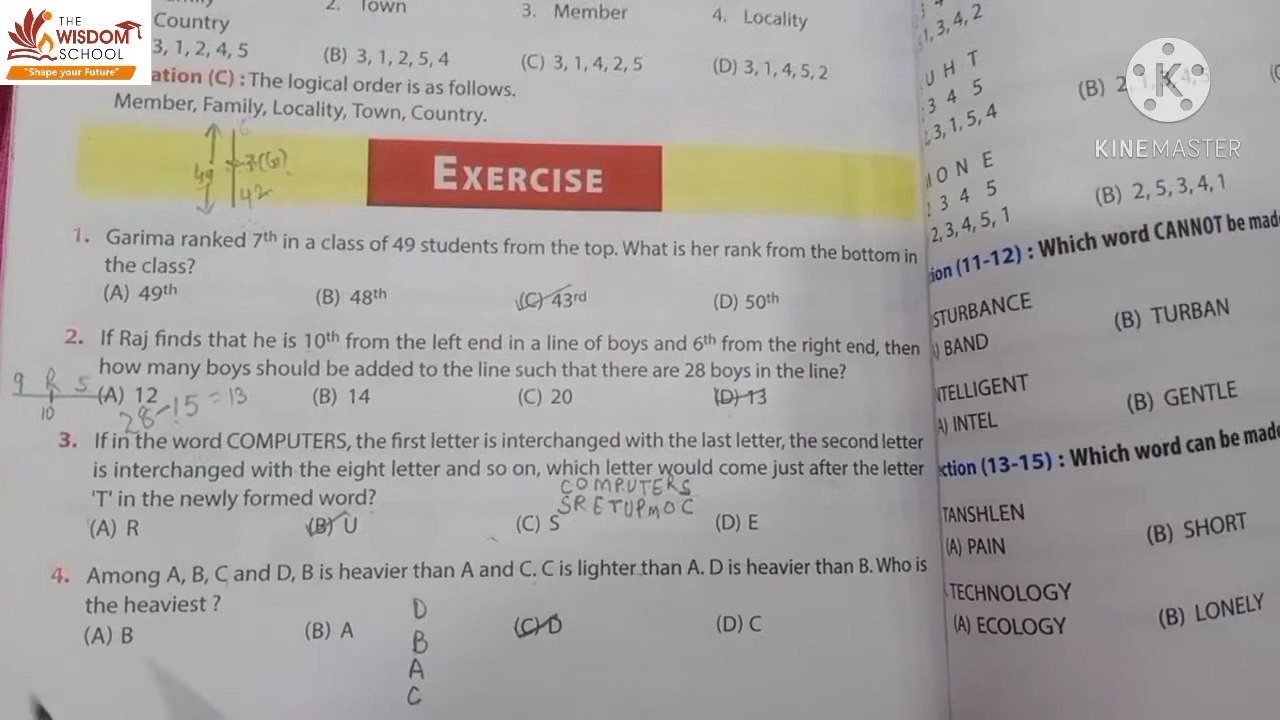 THE
WISDOM
SCHOOL
"Shape your Future"
KINEMASTER
Country
2. Town
3. Member
4. Locality
3, 1, 2, 4, 5
(B) 3, 1, 2, 5, 4
(C) 3, 1, 4, 2, 5
(D) 3, 1, 4, 5, 2
ation (C) : The logical order is as follows.
Member, Family, Locality, Town, Country.
49
7(6)
42
EXERCISE
1. Garima ranked 7th in a class of 49 students from the top. What is her rank from the bottom in
the class?
(A) 49th (B) 48th (C) 43rd (D) 50th
2. If Raj finds that he is 10th from the left end in a line of boys and 6th from the right end, then
how many boys should be added to the line such that there are 28 boys in the line?
9 R 5
10
(A) 12 (B) 14 (C) 20 (D) 13
28-15=13
3. If in the word COMPUTERS, the first letter is interchanged with the last letter, the second letter
is interchanged with the eight letter and so on, which letter would come just after the letter
'T' in the newly formed word?
COMPUTERS
SRETUPMOC
(A) R (B) U (C) S (D) E
4. Among A, B, C and D, B is heavier than A and C. C is lighter than A. D is heavier than B. Who is
the heaviest ?
(A) B (B) A (C) D (D) C
D
B
A
C
1, 3, 4, 2
U H T
3 4 5
3, 1, 5, 4
O N E
3 4 5
2, 3, 4, 5, 1
(B) 2, 5, 3, 4, 1
ion (11-12) : Which word CANNOT be mad
STURBANCE
BAND (B) TURBAN
NTELLIGENT
A) INTEL (B) GENTLE
ction (13-15) : Which word can be made
TANSHLEN
(A) PAIN (B) SHORT
TECHNOLOGY
(A) ECOLOGY (B) LONELY